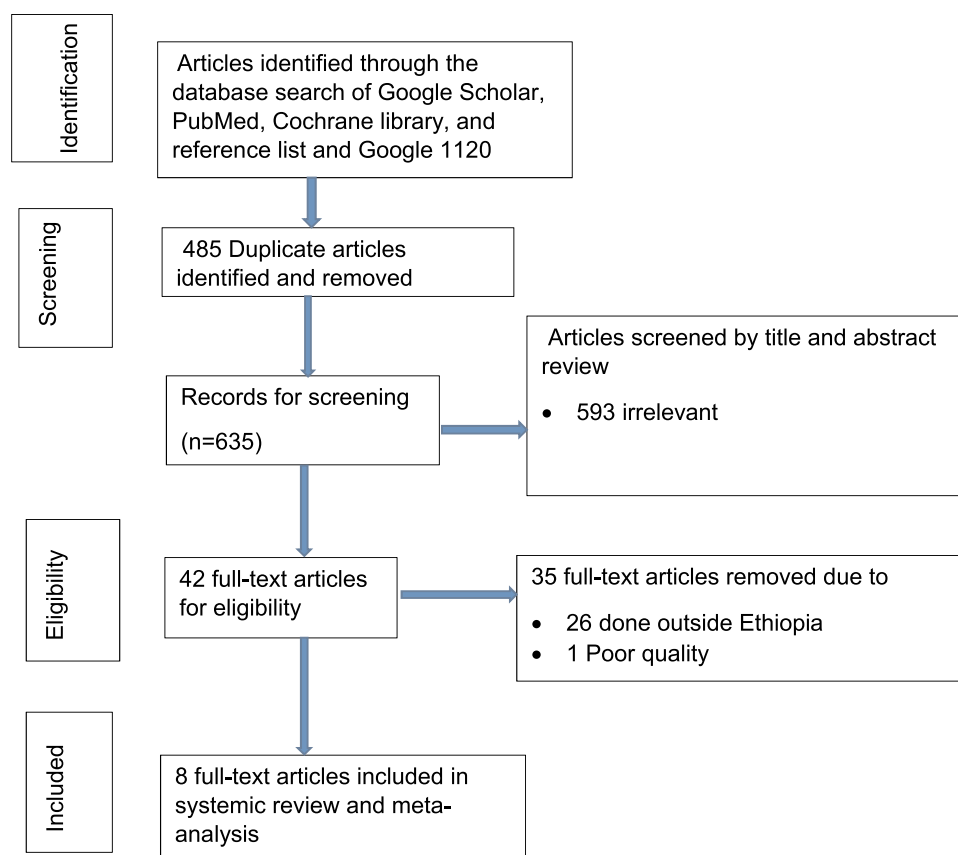 Identification
Articles identified through the
database search of Google Scholar,
PubMed, Cochrane library, and
reference list and Google 1120
Screening
485 Duplicate articles
identified and removed
Records for screening
(n=635)
Articles screened by title and abstract
review
• 593 irrelevant
Eligibility
42 full-text articles
for eligibility
35 full-text articles removed due to
• 26 done outside Ethiopia
• 1 Poor quality
Included
8 full-text articles included in
systemic review and meta-
analysis